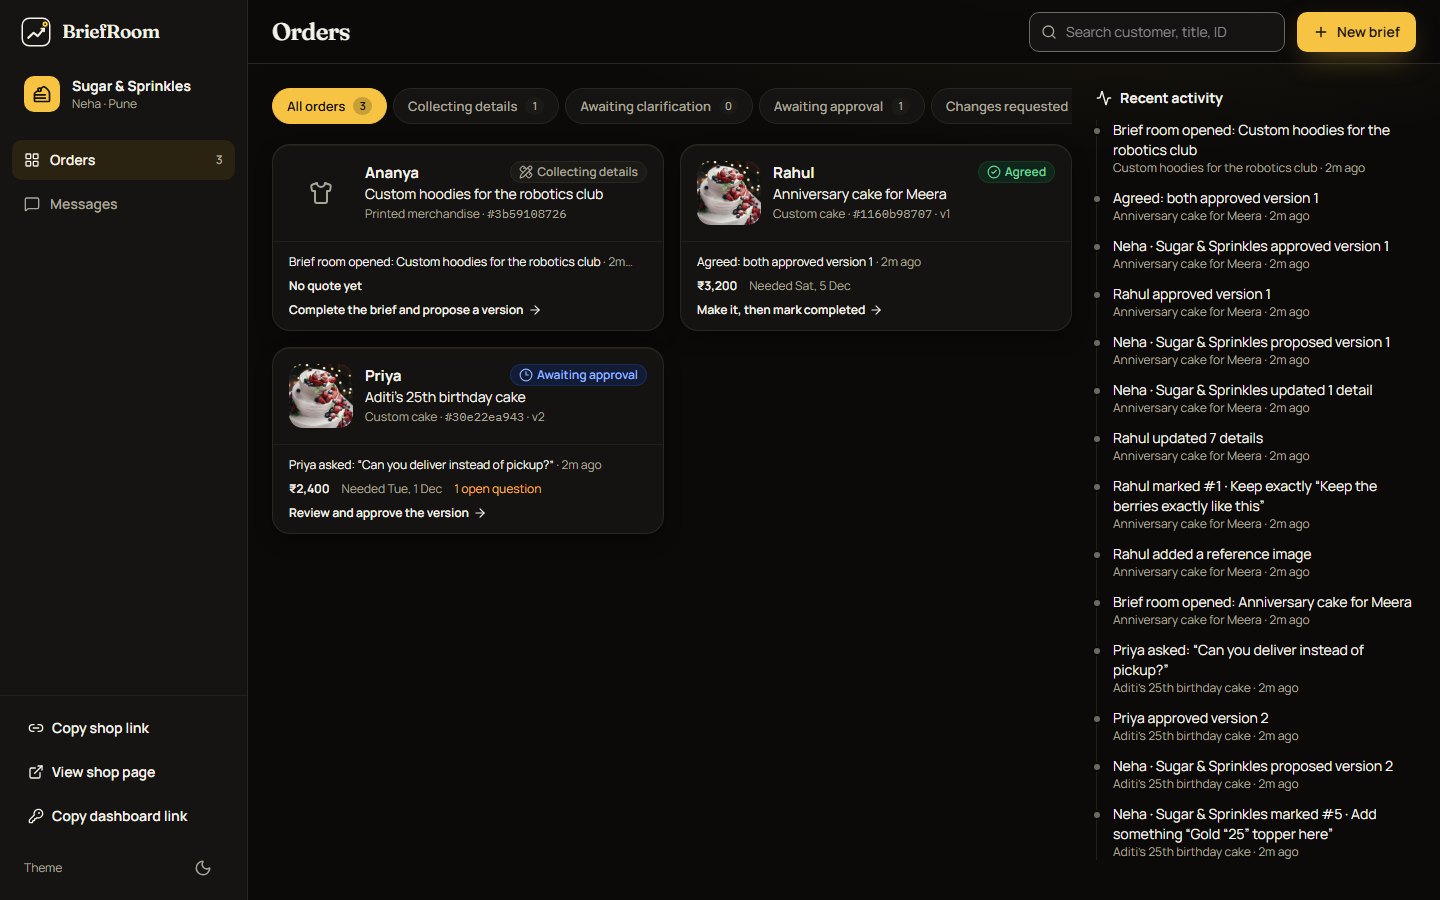 BriefRoom
Sugar & Sprinkles
Neha · Pune
Orders 3
Messages
Copy shop link
View shop page
Copy dashboard link
Theme
Orders
Search customer, title, ID
New brief
All orders 3
Collecting details 1
Awaiting clarification 0
Awaiting approval 1
Changes requested
Ananya
Collecting details
Custom hoodies for the robotics club
Printed merchandise · #3b59108726
Brief room opened: Custom hoodies for the robotics club · 2m…
No quote yet
Complete the brief and propose a version →
Rahul
Agreed
Anniversary cake for Meera
Custom cake · #1160b98707 · v1
Agreed: both approved version 1 · 2m ago
₹3,200 Needed Sat, 5 Dec
Make it, then mark completed →
Priya
Awaiting approval
Aditi's 25th birthday cake
Custom cake · #30e22ea943 · v2
Priya asked: “Can you deliver instead of pickup?” · 2m ago
₹2,400 Needed Tue, 1 Dec 1 open question
Review and approve the version →
Recent activity
Brief room opened: Custom hoodies for the
robotics club
Custom hoodies for the robotics club · 2m ago
Agreed: both approved version 1
Anniversary cake for Meera · 2m ago
Neha · Sugar & Sprinkles approved version 1
Anniversary cake for Meera · 2m ago
Rahul approved version 1
Anniversary cake for Meera · 2m ago
Neha · Sugar & Sprinkles proposed version 1
Anniversary cake for Meera · 2m ago
Neha · Sugar & Sprinkles updated 1 detail
Anniversary cake for Meera · 2m ago
Rahul updated 7 details
Anniversary cake for Meera · 2m ago
Rahul marked #1 · Keep exactly “Keep the
berries exactly like this”
Anniversary cake for Meera · 2m ago
Rahul added a reference image
Anniversary cake for Meera · 2m ago
Brief room opened: Anniversary cake for Meera
Anniversary cake for Meera · 2m ago
Priya asked: “Can you deliver instead of
pickup?”
Aditi's 25th birthday cake · 2m ago
Priya approved version 2
Aditi's 25th birthday cake · 2m ago
Neha · Sugar & Sprinkles proposed version 2
Aditi's 25th birthday cake · 2m ago
Neha · Sugar & Sprinkles marked #5 · Add
something “Gold “25” topper here”
Aditi's 25th birthday cake · 2m ago